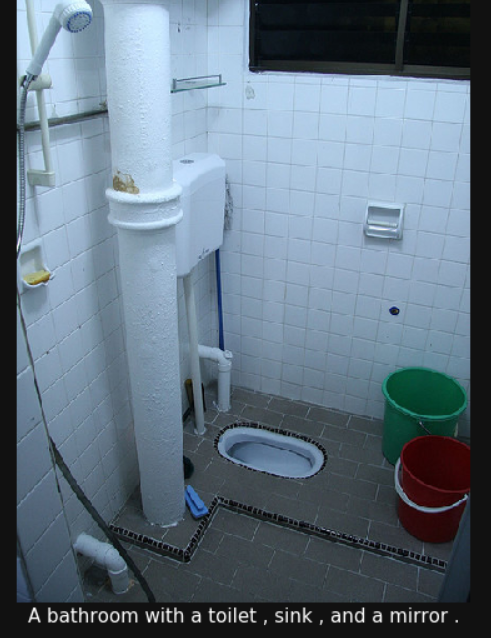 A bathroom with a toilet , sink , and a mirror .